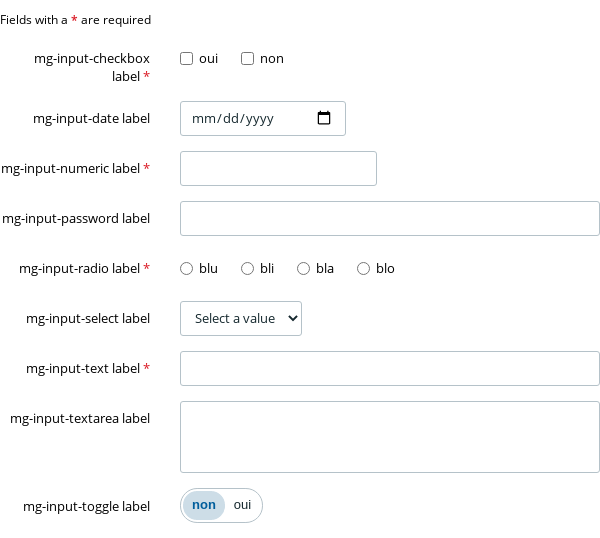 Fields with a * are required
mg-input-checkbox label * oui non
mg-input-date label mm/dd/yyyy
mg-input-numeric label *
mg-input-password label
mg-input-radio label * blu bli bla blo
mg-input-select label Select a value
mg-input-text label *
mg-input-textarea label
mg-input-toggle label non oui